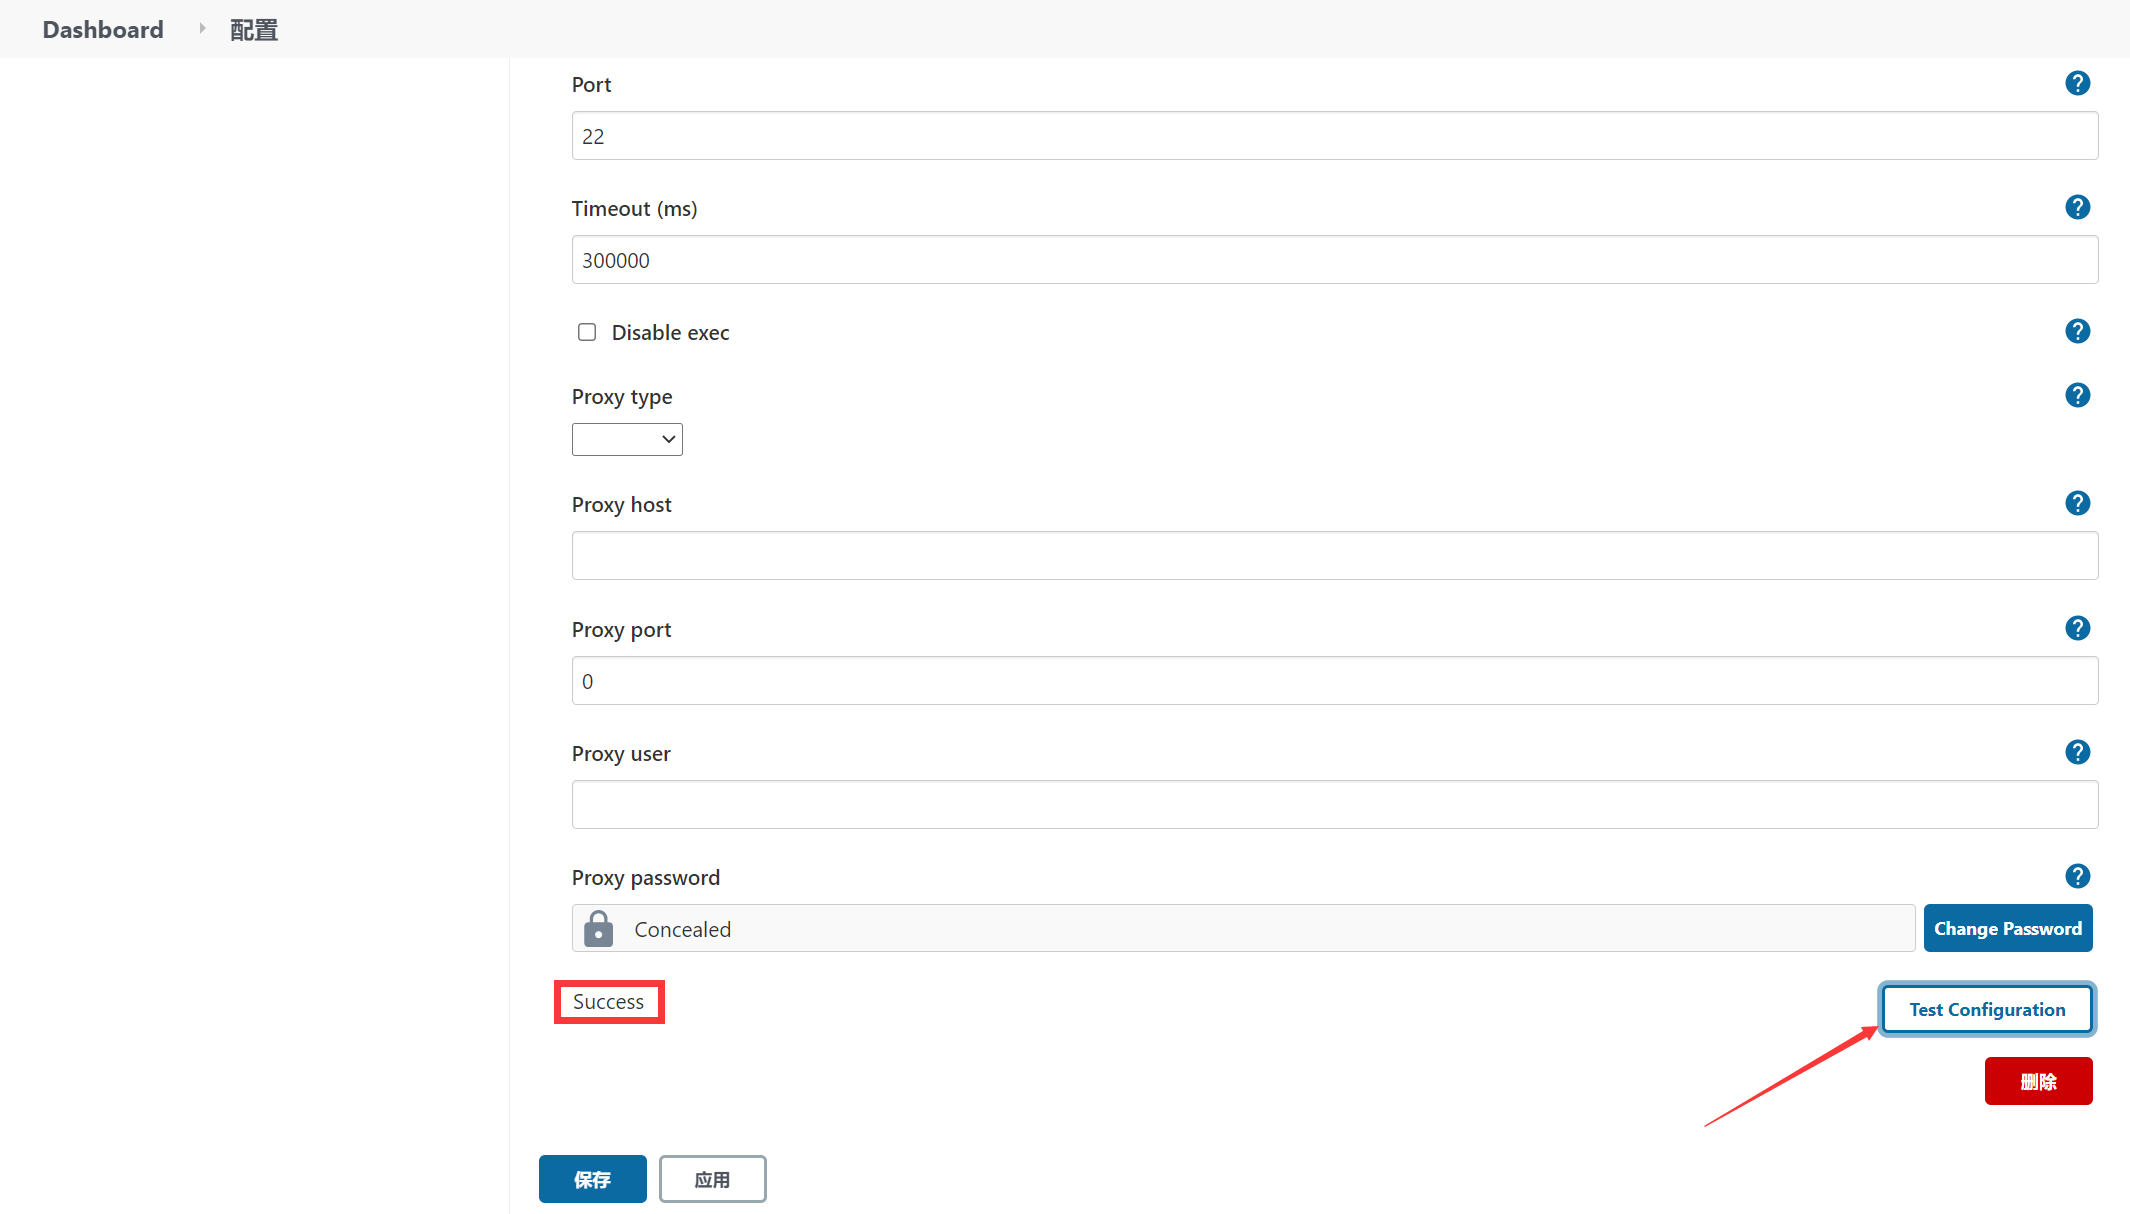 Dashboard 配置
Port
22
Timeout (ms)
300000
Disable exec
Proxy type
Proxy host
Proxy port
0
Proxy user
Proxy password
Concealed Change Password
Success Test Configuration
删除
保存 应用